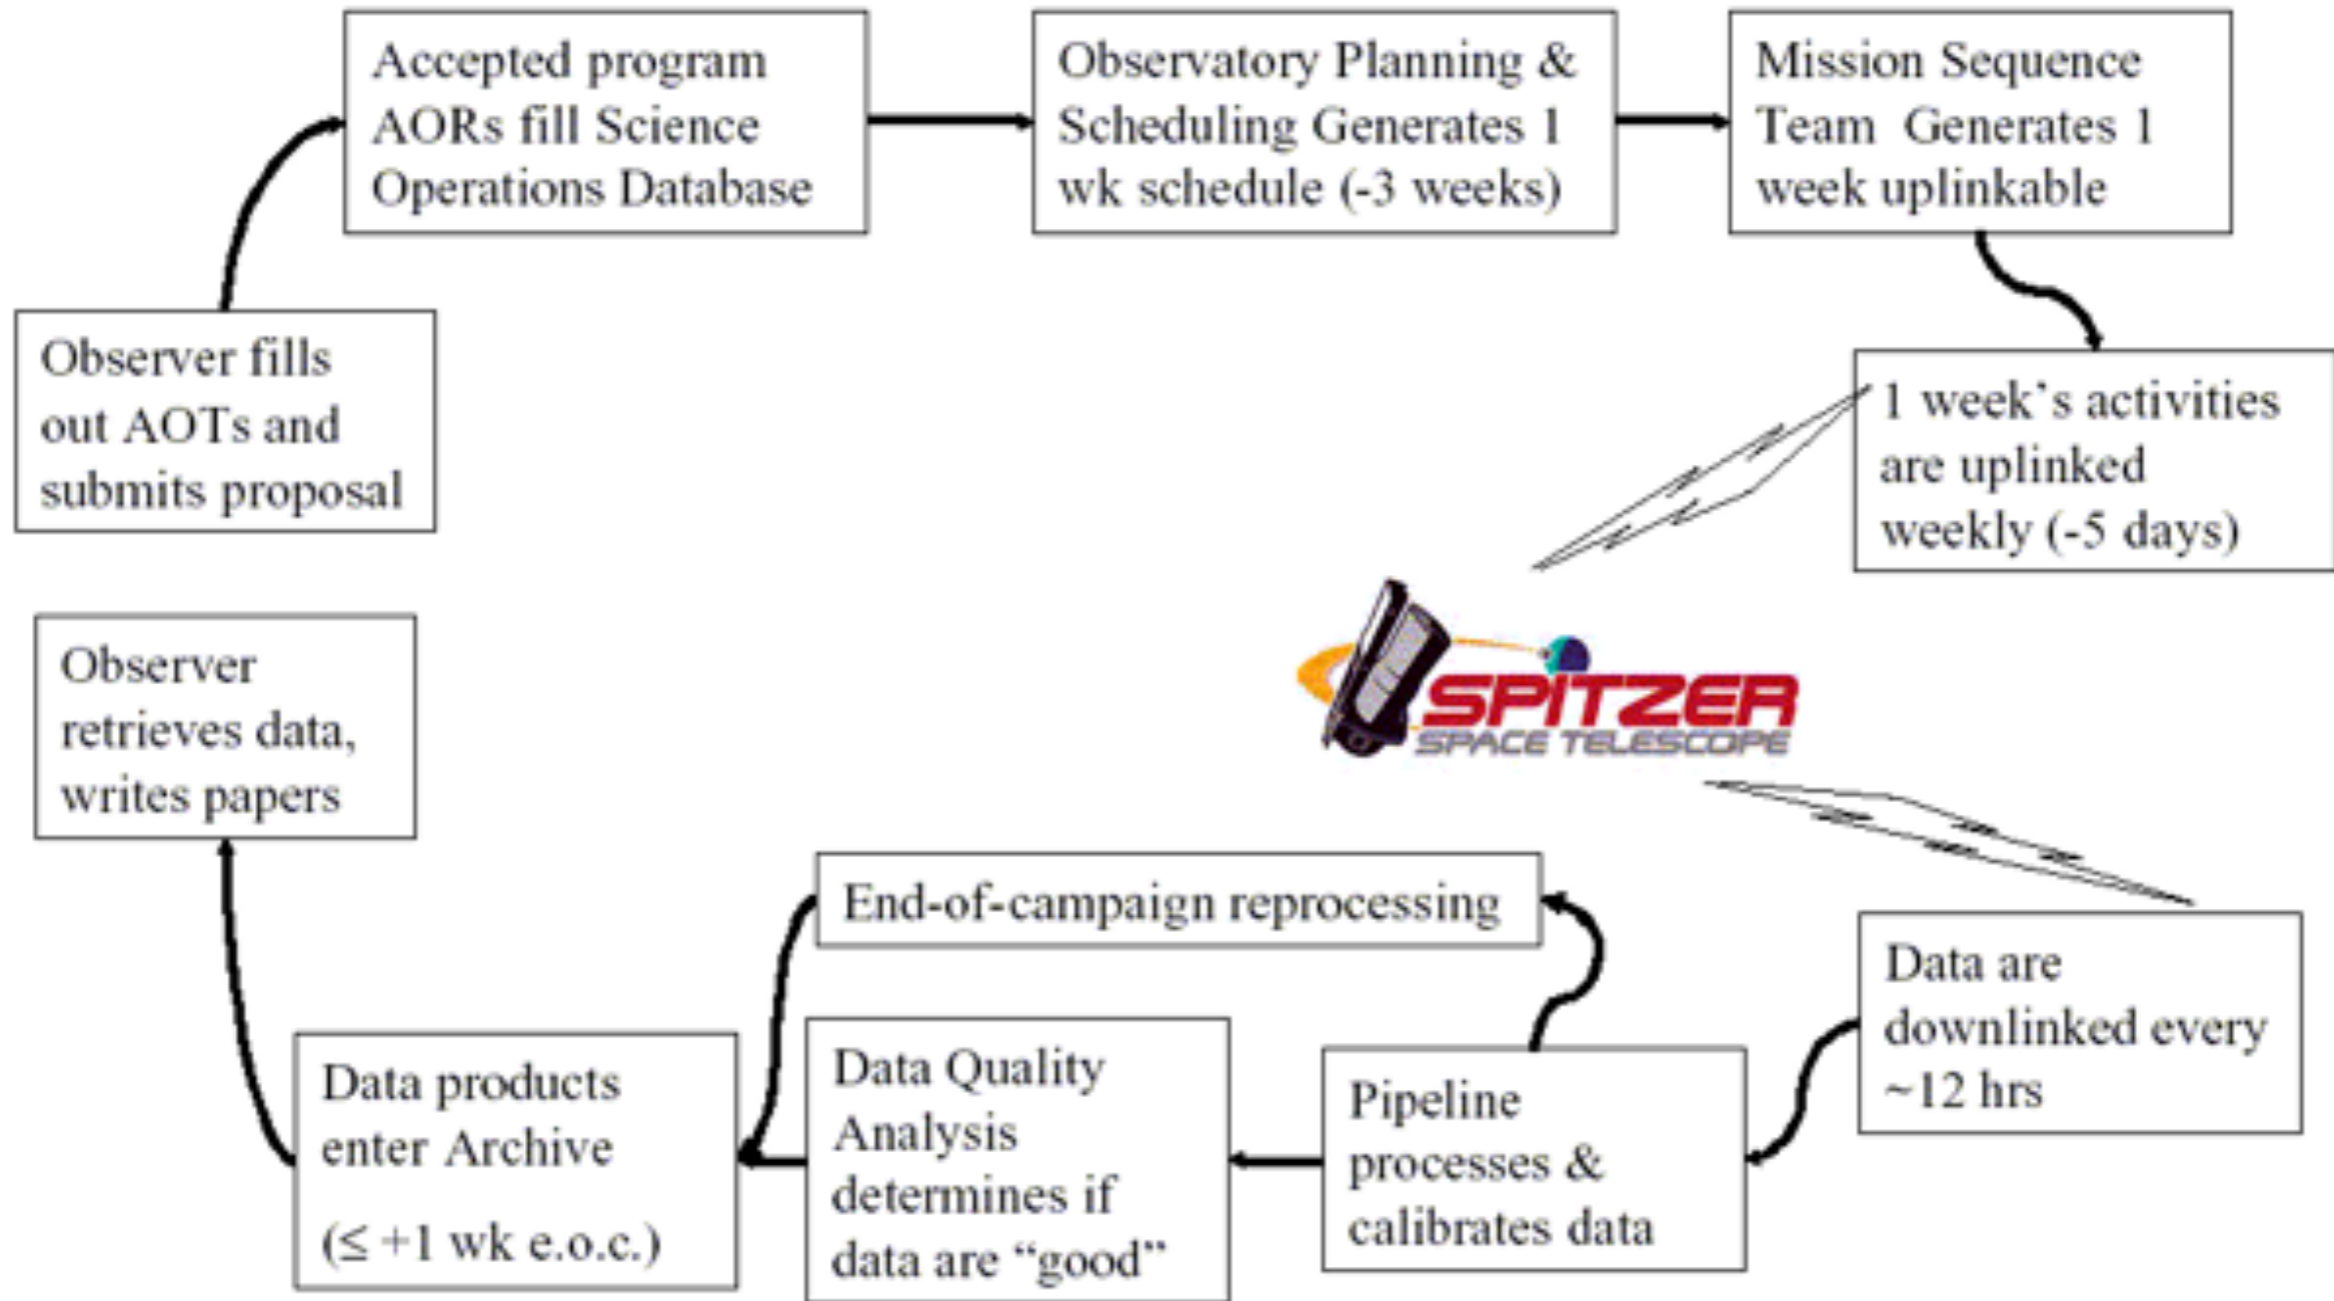 Accepted program
AORs fill Science
Operations Database
Observatory Planning &
Scheduling Generates 1
wk schedule (-3 weeks)
Mission Sequence
Team  Generates 1
week uplinkable
Observer fills
out AOTs and
submits proposal
1 week’s activities
are uplinked
weekly (-5 days)
SPITZER
SPACE TELESCOPE
Observer
retrieves data,
writes papers
End-of-campaign reprocessing
Data are
downlinked every
~12 hrs
Pipeline
processes &
calibrates data
Data Quality
Analysis
determines if
data are “good”
Data products
enter Archive
(≤ +1 wk e.o.c.)